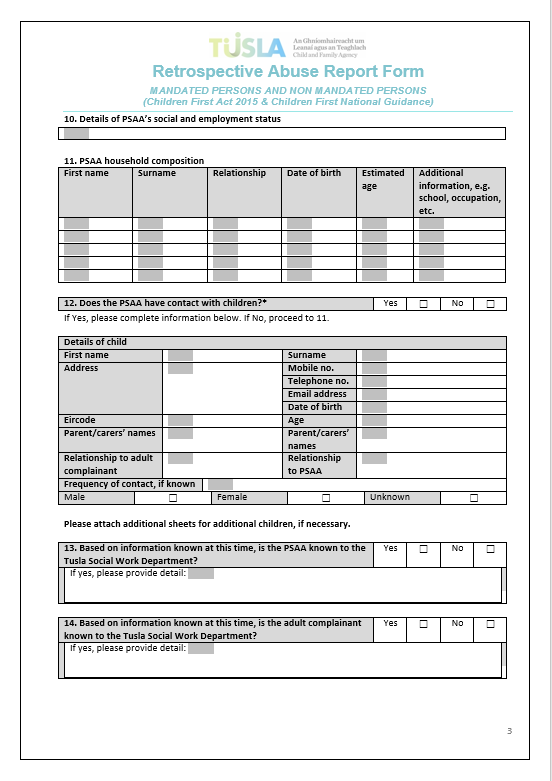 TUSLA
An Ghníomhaireacht um
Leanaí agus an Teaghlach
Child and Family Agency
Retrospective Abuse Report Form
MANDATED PERSONS AND NON MANDATED PERSONS
(Children First Act 2015 & Children First National Guidance)
10. Details of PSAA's social and employment status
11. PSAA household composition
First name Surname Relationship Date of birth Estimated age Additional information, e.g. school, occupation, etc.
12. Does the PSAA have contact with children?* Yes ☐ No ☐
If Yes, please complete information below. If No, proceed to 11.
Details of child
First name Surname
Address Mobile no.
Telephone no.
Email address
Date of birth
Eircode Age
Parent/carers' names Parent/carers' names
Relationship to adult complainant Relationship to PSAA
Frequency of contact, if known
Male ☐ Female ☐ Unknown ☐
Please attach additional sheets for additional children, if necessary.
13. Based on information known at this time, is the PSAA known to the Yes ☐ No ☐
Tusla Social Work Department?
If yes, please provide detail:
14. Based on information known at this time, is the adult complainant Yes ☐ No ☐
known to the Tusla Social Work Department?
If yes, please provide detail:
3